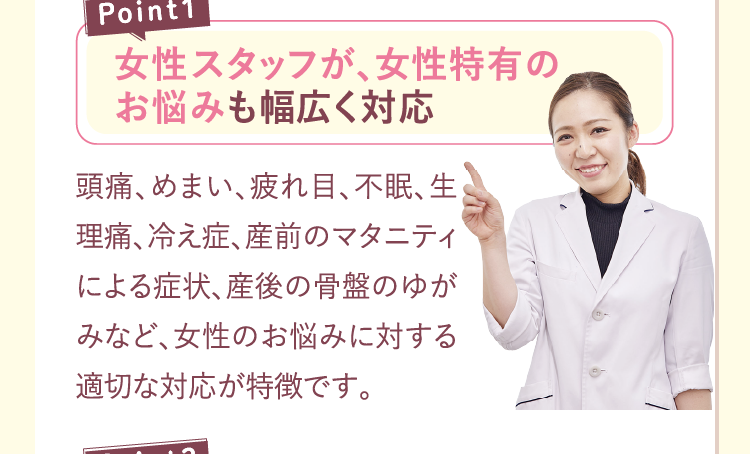 Point1
女性スタッフが、女性特有の
お悩みも幅広く対応
頭痛、めまい、疲れ目、不眠、生
理痛、冷え症、産前のマタニティ
による症状、産後の骨盤のゆが
みなど、女性のお悩みに対する
適切な対応が特徴です。